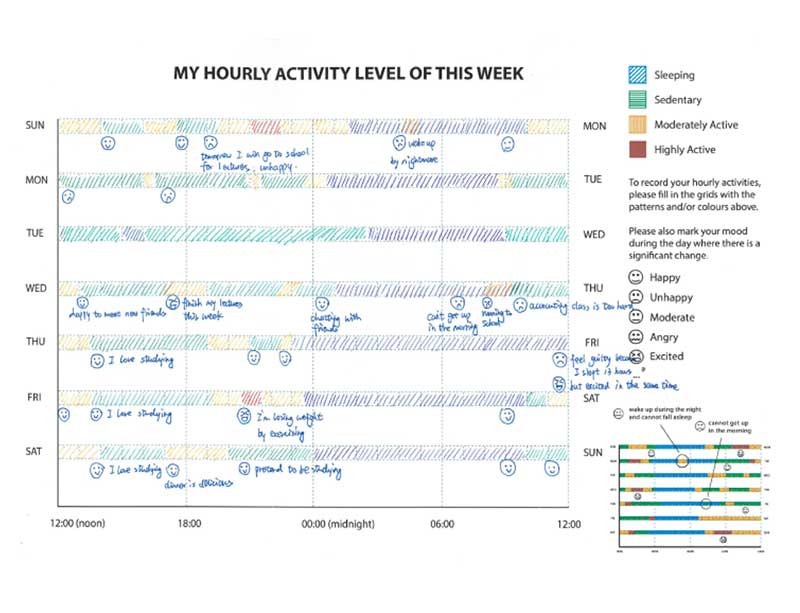 MY HOURLY ACTIVITY LEVEL OF THIS WEEK
Sleeping
Sedentary
Moderately Active
Highly Active
To record your hourly activities,
please fill in the grids with the
patterns and/or colours above.
Please also mark your mood
during the day where there is a
significant change.
Happy
Unhappy
Moderate
Angry
Excited
SUN
MON
Tomorrow I will go to school
for lectures, unhappy.
wake up
by nightmare
MON
TUE
TUE
WED
WED
THU
happy to meet new friends
finish my lectures
this week
chatting with
friends
can't get up
in the morning
running to
school
accounting class is too hard
THU
FRI
I love studying
feel guilty because
I slept 17 hours ..."
but excited in the same time
FRI
SAT
I love studying
I'm losing weight
by exercising
SAT
SUN
I love studying
dinner is delicious
pretend to be studying
12:00 (noon)
18:00
00:00 (midnight)
06:00
12:00
wake up during the night
and cannot fall asleep
cannot get up
in the morning